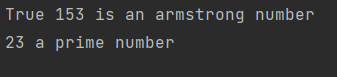 True 153 is an armstrong number
23 a prime number